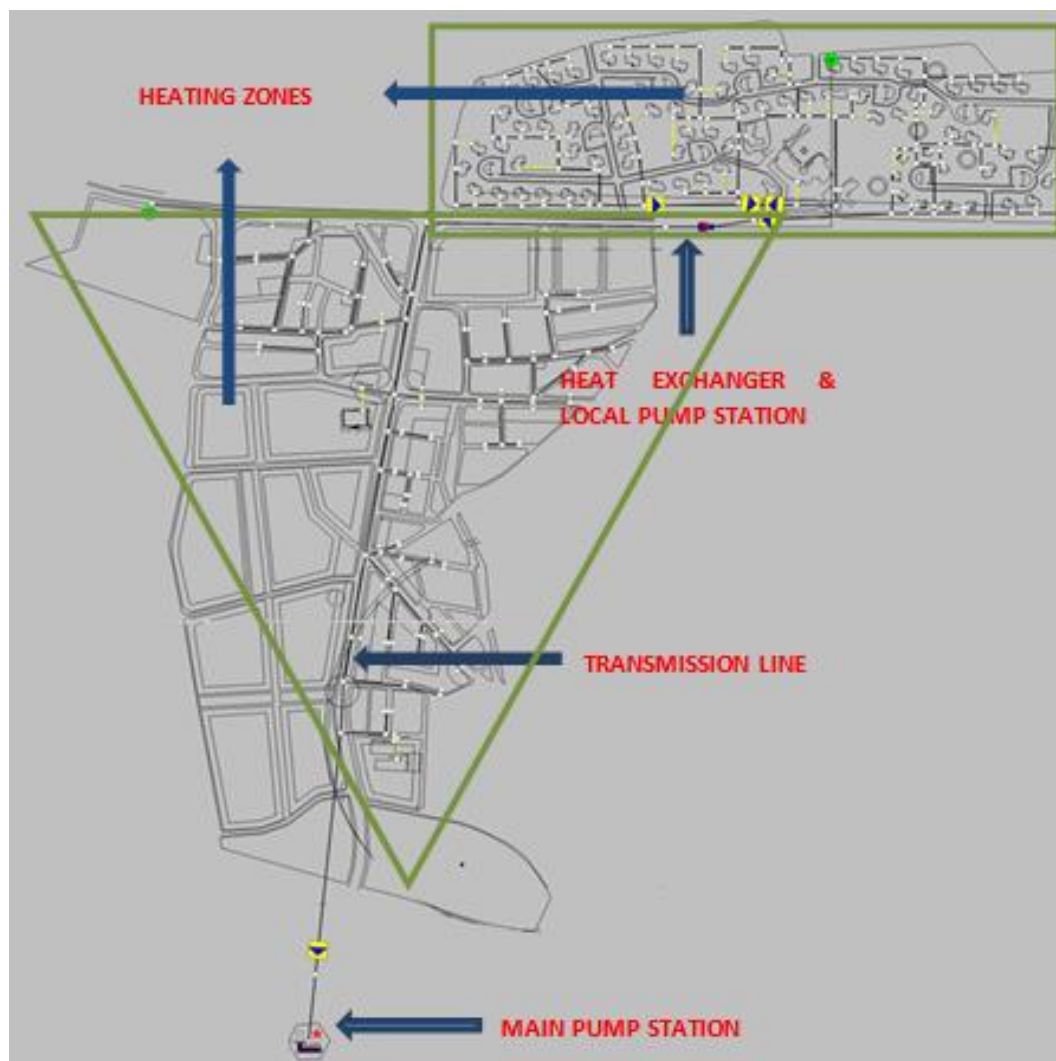 HEATING ZONES
HEAT EXCHANGER &
LOCAL PUMP STATION
TRANSMISSION LINE
MAIN PUMP STATION